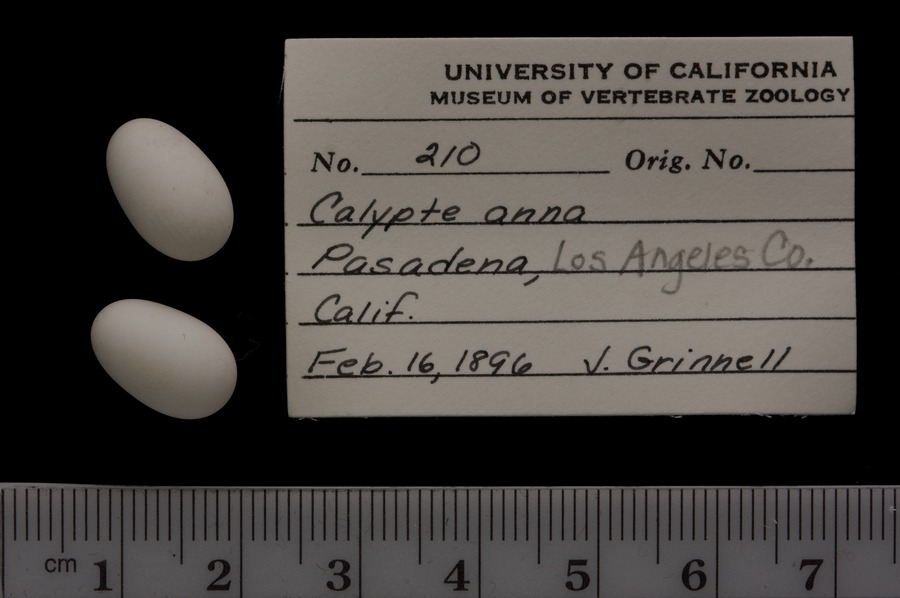 UNIVERSITY OF CALIFORNIA
MUSEUM OF VERTEBRATE ZOOLOGY
No. 210 Orig. No.
Calypte anna
Pasadena, Los Angeles Co.
Calif.
Feb. 16, 1896 J. Grinnell
cm 1 2 3 4 5 6 7